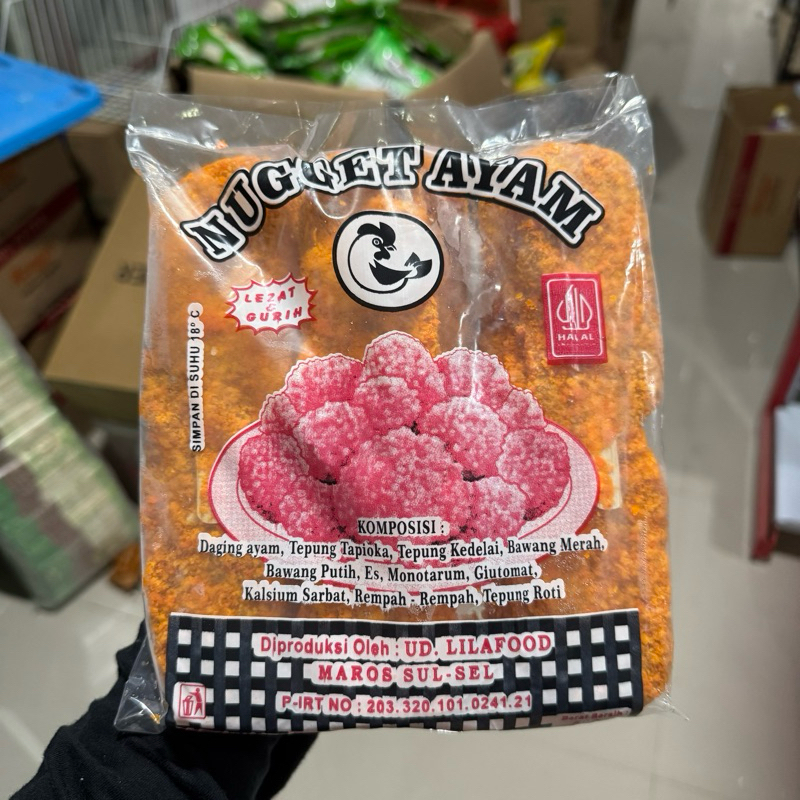 NUGGET AYAM
LEZAT
&
GURIH
HALAL
SIMPAN DI SUHU 18° C
KOMPOSISI :
Daging ayam, Tepung Tapioka, Tepung Kedelai, Bawang Merah,
Bawang Putih, Es, Monotarum, Giutomat,
Kalsium Sarbat, Rempah - Rempah, Tepung Roti
Diproduksi Oleh : UD. LILAFOOD
MAROS SUL-SEL
P-IRT NO : 203.320.101.0241.21